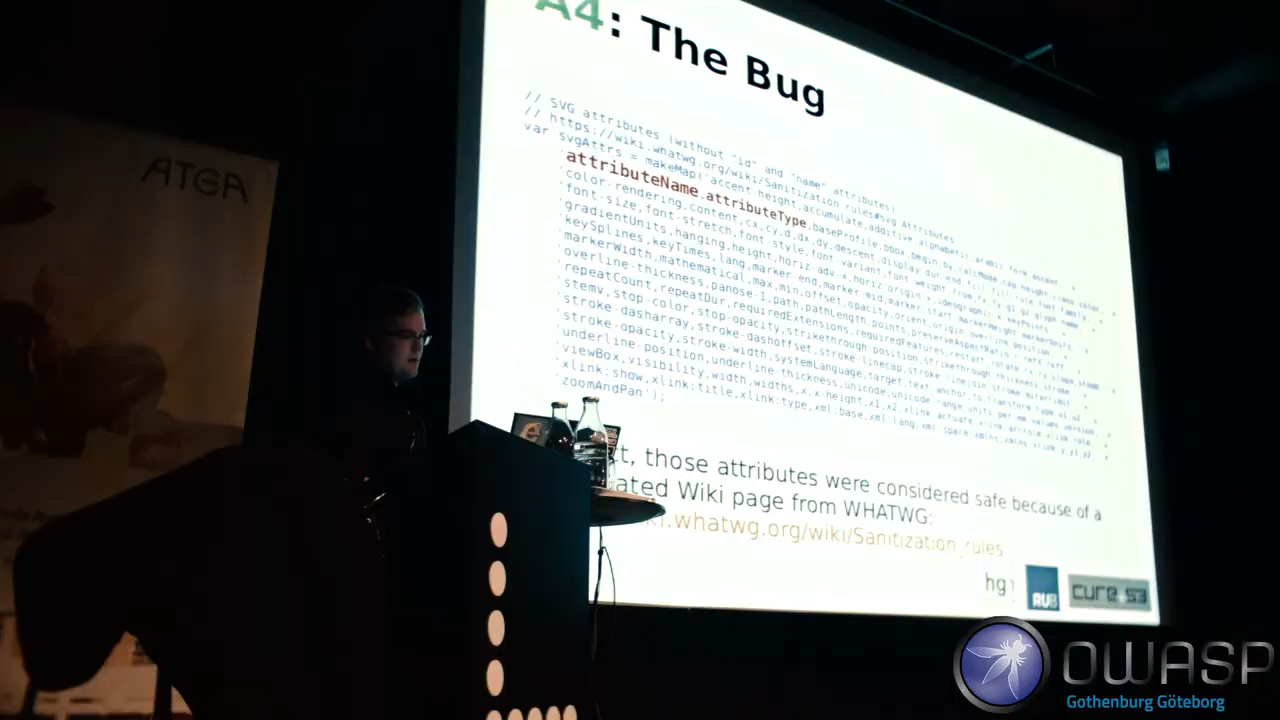 A4: The Bug
// SVG attributes (without "id" and "name" attributes)
// https://wiki.whatwg.org/wiki/Sanitization_rules#svg_Attributes
var svgAttrs = makeMap('accent-height,accumulate,additive,alphabetic,arabic-form,ascent,' +
'attributeName,attributeType,baseProfile,bbox,begin,by,calcMode,cap-height,class,color,' +
'color-rendering,content,cx,cy,d,dx,dy,descent,display,dur,end,fill,fill-rule,font-family,' +
'font-size,font-stretch,font-style,font-variant,font-weight,from,fx,fy,g1,g2,glyph-name,' +
'gradientUnits,hanging,height,horiz-adv-x,horiz-origin-x,ideographic,k,keyPoints,' +
'keySplines,keyTimes,lang,marker-end,marker-mid,marker-start,markerHeight,markerUnits,' +
'markerWidth,mathematical,max,min,offset,opacity,orient,origin,overline-position,' +
'overline-thickness,panose-1,path,pathLength,points,preserveAspectRatio,r,refX,refY,' +
'repeatCount,repeatDur,requiredExtensions,requiredFeatures,restart,rotate,rx,ry,slope,stemh,' +
'stemv,stop-color,stop-opacity,strikethrough-position,strikethrough-thickness,stroke,' +
'stroke-dasharray,stroke-dashoffset,stroke-linecap,stroke-linejoin,stroke-miterlimit,' +
'stroke-opacity,stroke-width,systemLanguage,target,text-anchor,to,transform,type,u1,u2,' +
'underline-position,underline-thickness,unicode,unicode-range,units-per-em,values,version,' +
'viewBox,visibility,width,widths,x,x-height,x1,x2,xlink:actuate,xlink:arcrole,xlink:role,' +
'xlink:show,xlink:title,xlink:type,xml:base,xml:lang,xml:space,xmlns,xmlns:xlink,y,y1,y2,' +
'zoomAndPan');
ct, those attributes were considered safe because of a
ated Wiki page from WHATWG:
ki.whatwg.org/wiki/Sanitization_rules
hg
RUB
cure53
ATEA
OWASP
Gothenburg Göteborg